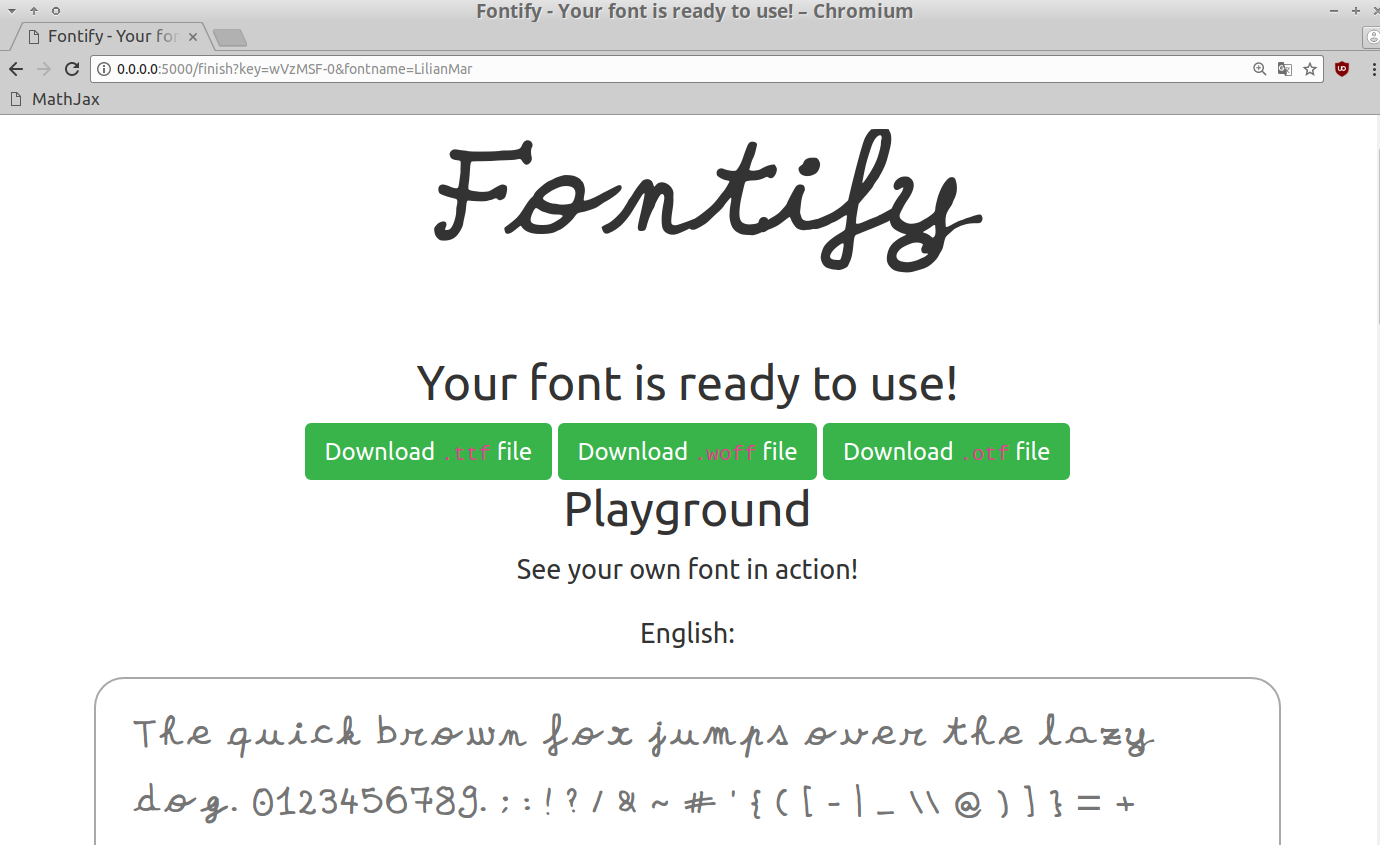 Fontify - Your font is ready to use! – Chromium
Fontify - Your for
0.0.0.0:5000/finish?key=wVzMSF-0&fontname=LilianMar
MathJax
Fontify
Your font is ready to use!
Download .ttf file Download .woff file Download .otf file
Playground
See your own font in action!
English:
The quick brown fox jumps over the lazy
dog. 0123456789. ; : ! ? / & ~ # ' { ( [ - | _ \\ @ ) ] } = +